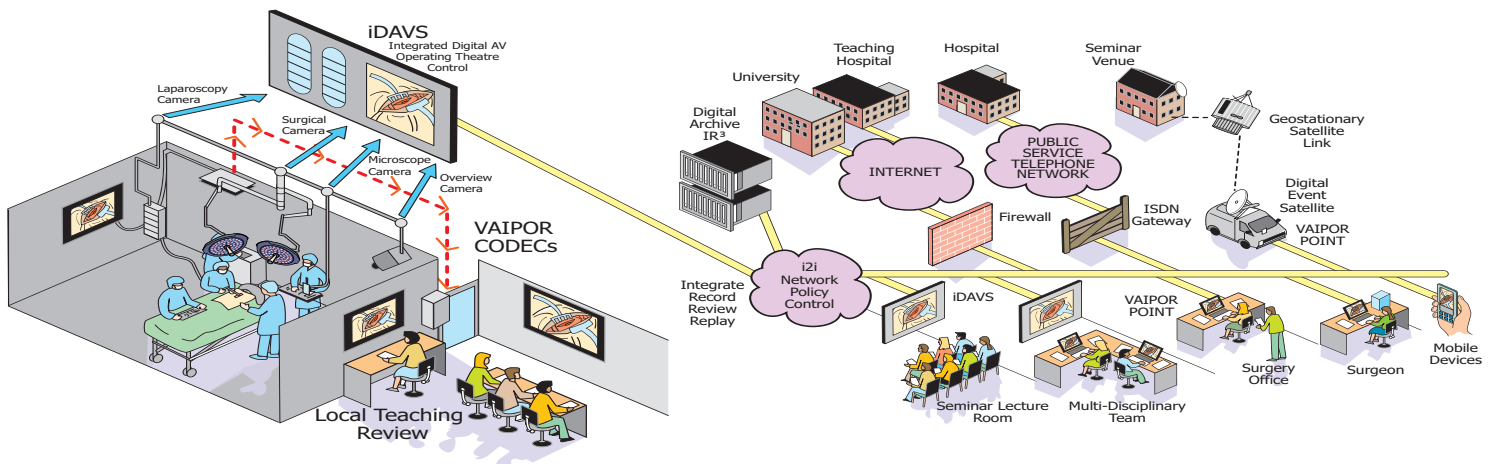 iDAVS
Integrated Digital AV
Operating Theatre
Control
Laparoscopy
Camera
Surgical
Camera
Microscope
Camera
Overview
Camera
VAIPOR
CODECs
Local Teaching
Review
Digital
Archive
IR³
University
Teaching
Hospital
Hospital
Seminar
Venue
Geostationary
Satellite
Link
INTERNET
PUBLIC
SERVICE
TELEPHONE
NETWORK
Firewall
ISDN
Gateway
Digital
Event
Satellite
VAIPOR
POINT
Integrate
Record
Review
Replay
i2i
Network
Policy
Control
iDAVS
VAIPOR
POINT
Seminar Lecture
Room
Multi-Disciplinary
Team
Surgery
Office
Surgeon
Mobile
Devices